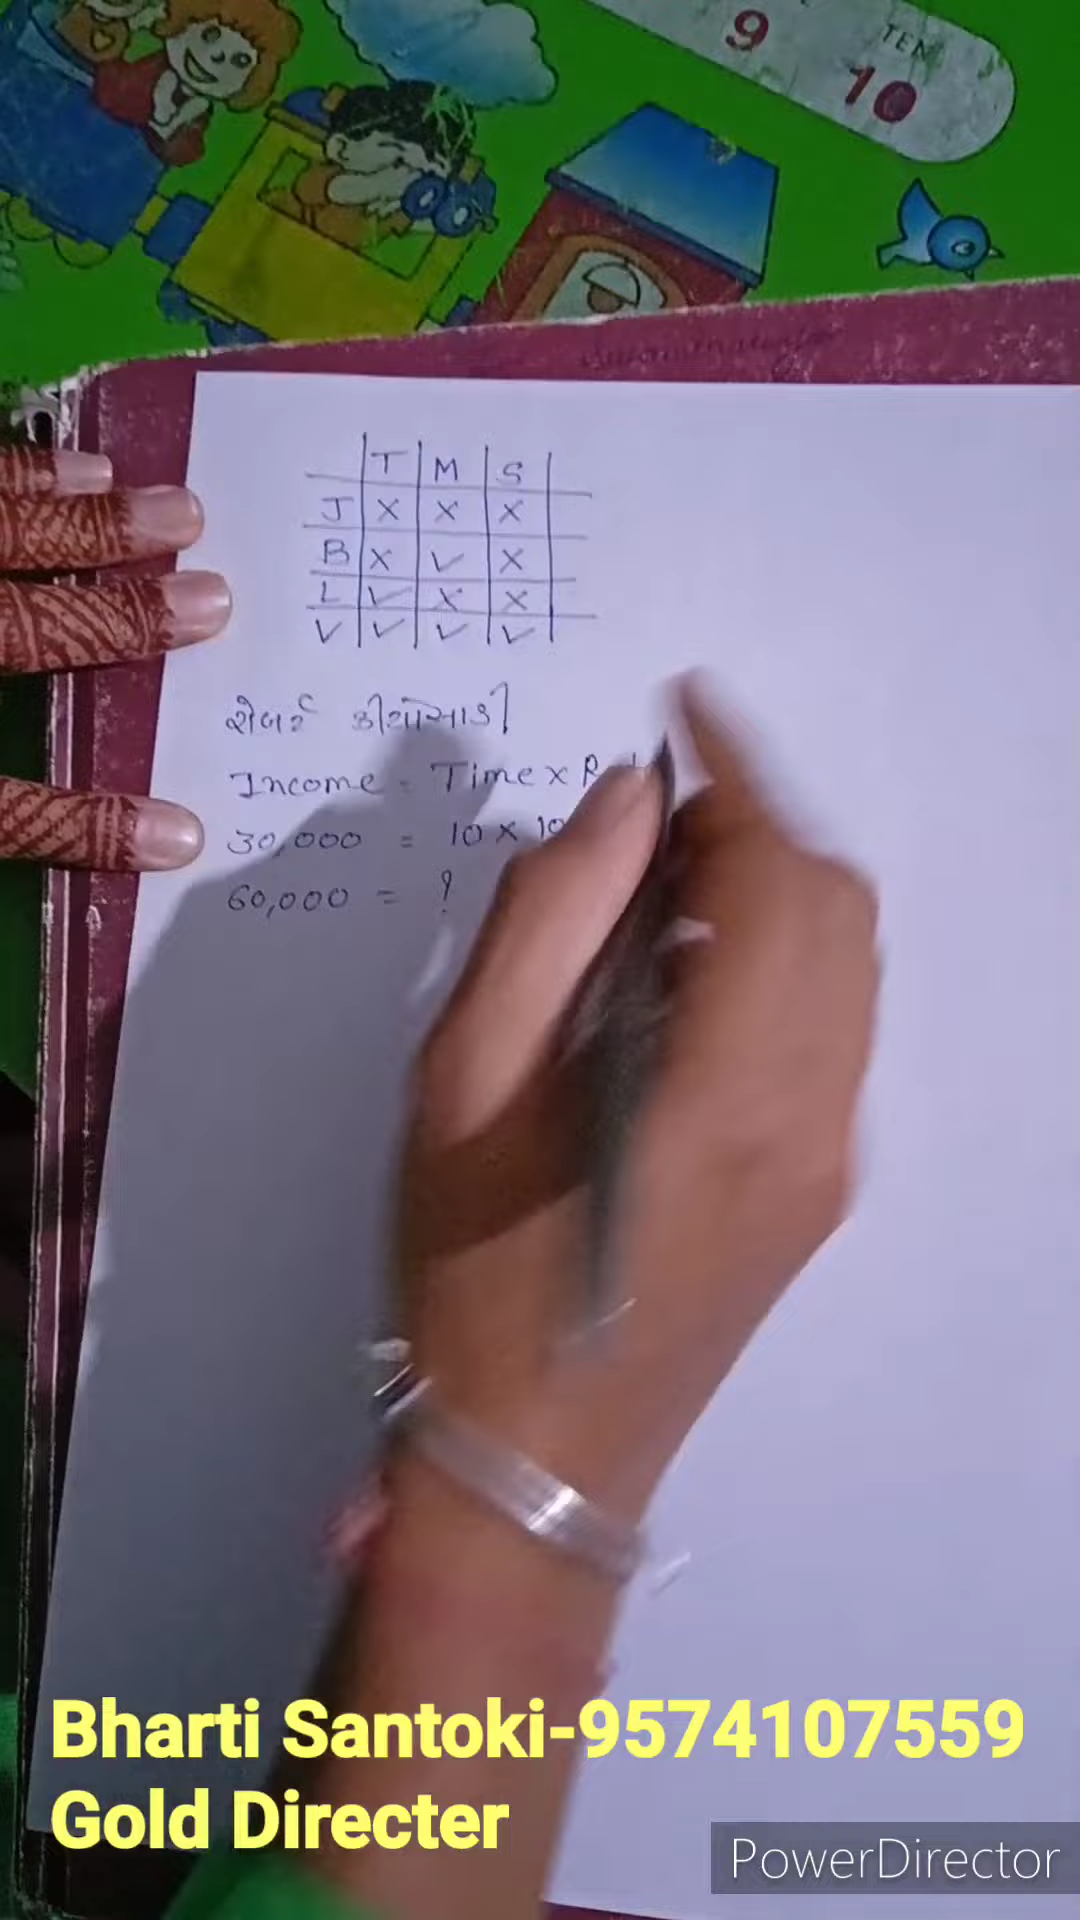 9
TEN
10
T M S
J X X X
B X ✓ X
L ✓ X X
V ✓ ✓ ✓
Income = Time x
30,000 = 10 x 10
60,000 = ?
Bharti Santoki-9574107559
Gold Directer
PowerDirector